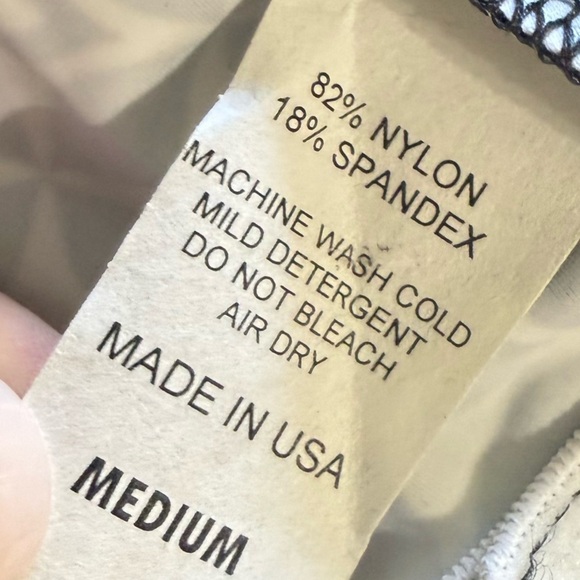 82% NYLON
18% SPANDEX
MACHINE WASH COLD
MILD DETERGENT
DO NOT BLEACH
AIR DRY
MADE IN USA
MEDIUM